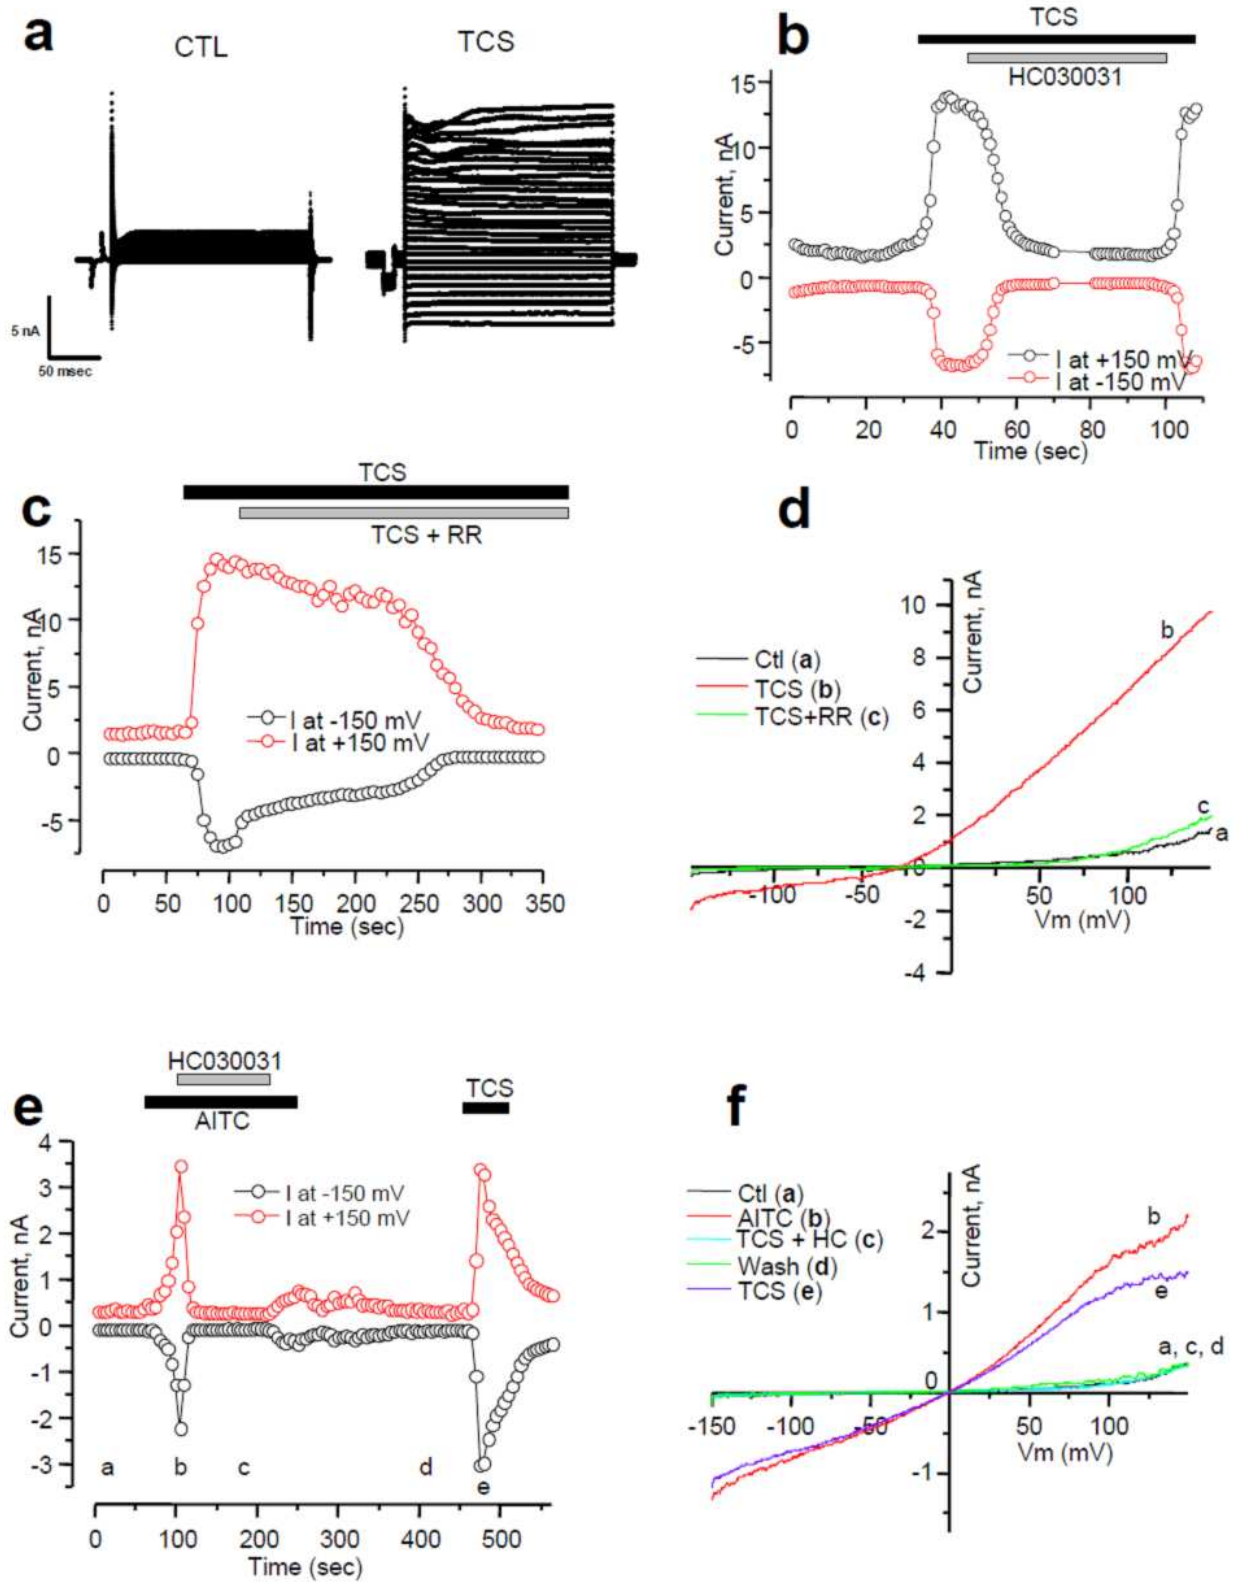 a
CTL
TCS
5 nA
50 msec
b
TCS
HC030031
15
10
5
0
-5
Current, nA
I at +150 mV
I at -150 mV
0 20 40 60 80 100
Time (sec)
c
TCS
TCS + RR
15
10
5
0
-5
Current, nA
I at -150 mV
I at +150 mV
0 50 100 150 200 250 300 350
Time (sec)
d
Ctl (a)
TCS (b)
TCS+RR (c)
Current, nA
10
8
6
4
2
0
-2
-4
b
c
a
-100 -50 50 100
Vm (mV)
e
HC030031
AITC
TCS
4
3
2
1
0
-1
-2
-3
Current, nA
I at -150 mV
I at +150 mV
a b c d e
0 100 200 300 400 500
Time (sec)
f
Ctl (a)
AITC (b)
TCS + HC (c)
Wash (d)
TCS (e)
Current, nA
2
1
0
-1
b
e
a, c, d
-150 -100 -50 50 100
Vm (mV)